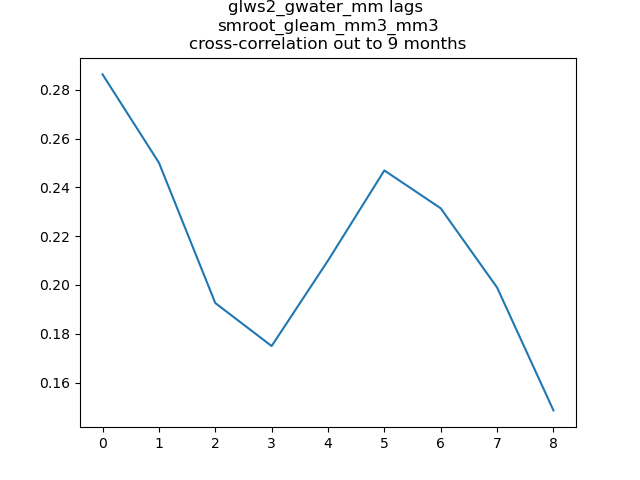 glws2_gwater_mm lags
smroot_gleam_mm3_mm3
cross-correlation out to 9 months
0.28
0.26
0.24
0.22
0.20
0.18
0.16
0 1 2 3 4 5 6 7 8